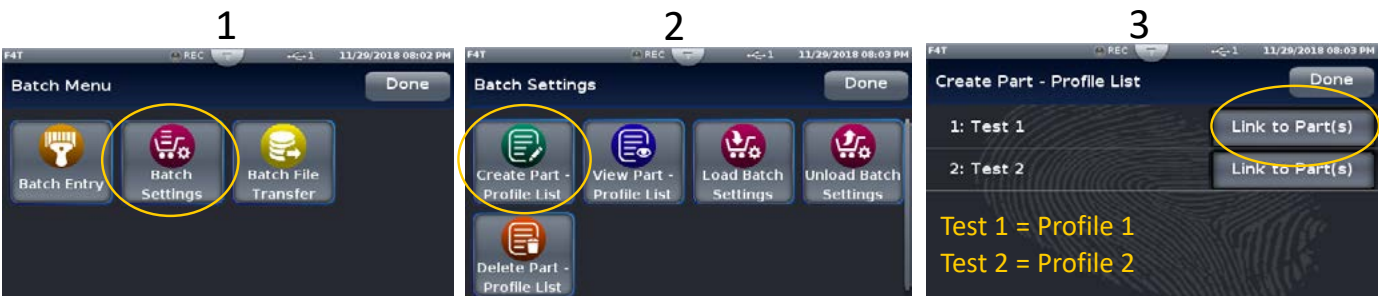 1
F4T REC 1 11/29/2018 08:02 PM
Batch Menu Done
Batch Entry
Batch
Settings
Batch File
Transfer
2
F4T REC 1 11/29/2018 08:03 PM
Batch Settings Done
Create Part -
Profile List
View Part -
Profile List
Load Batch
Settings
Unload Batch
Settings
Delete Part -
Profile List
3
F4T REC 1 11/29/2018 08:03 PM
Create Part - Profile List Done
1: Test 1 Link to Part(s)
2: Test 2 Link to Part(s)
Test 1 = Profile 1
Test 2 = Profile 2